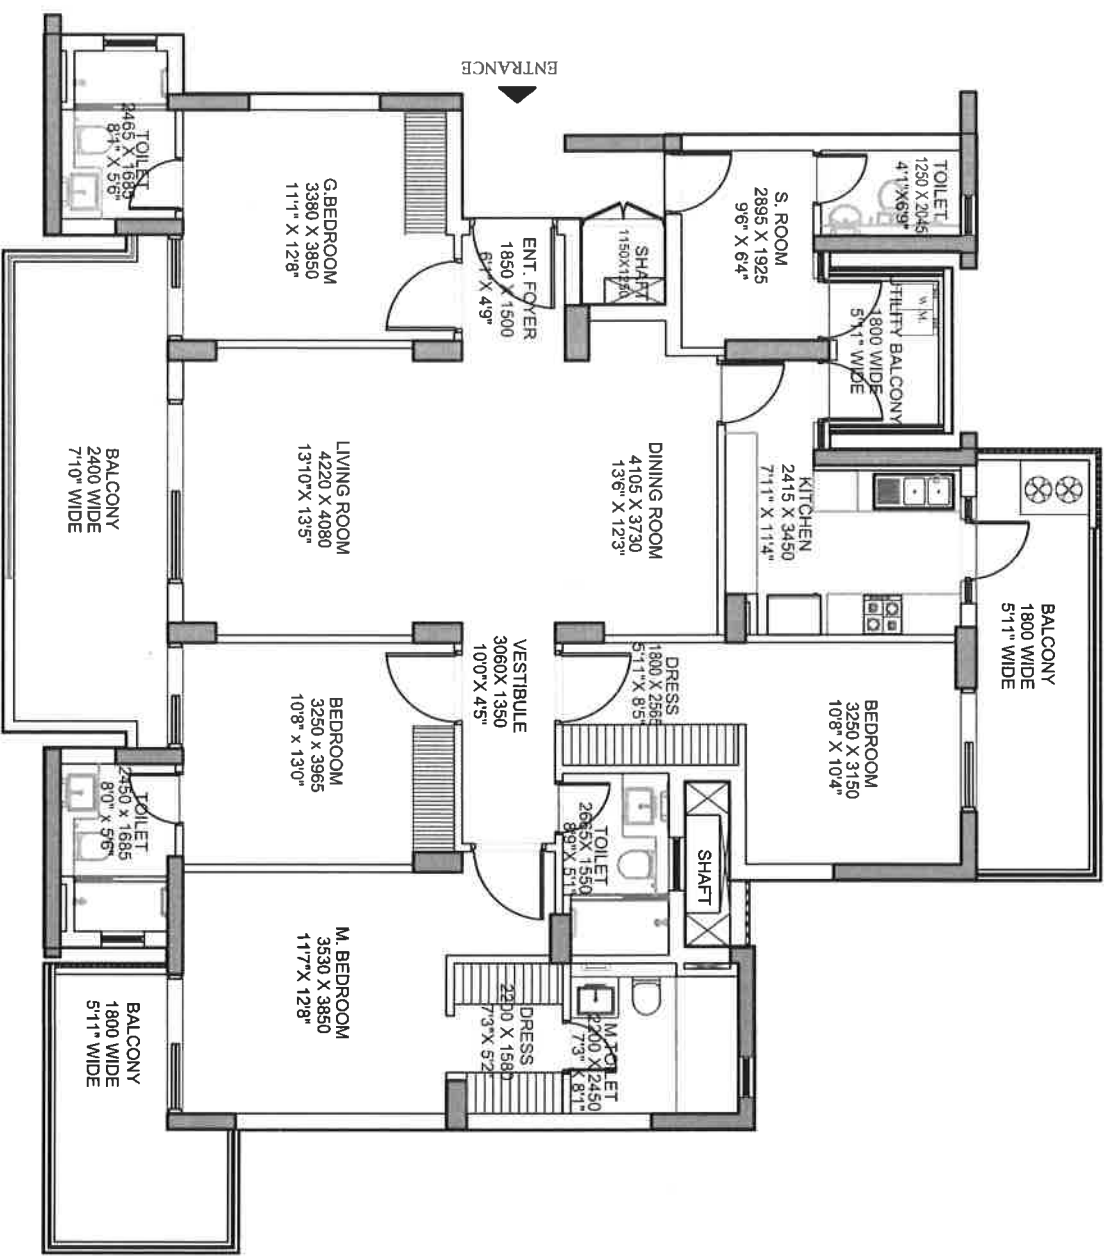 ENTRANCE
TOILET
2465 X 1685
8'1" X 5'6"
G.BEDROOM
3380 X 3850
11'1" X 12'8"
ENT. FOYER
1850 X 1500
6'1"X 4'9"
SHAFT
1150X1250
S. ROOM
2895 X 1925
9'6" X 6'4"
TOILET
1250 X 2045
4'1"X6'9"
W.M.
UTILITY BALCONY
1800 WIDE
5'11" WIDE
BALCONY
2400 WIDE
7'10" WIDE
LIVING ROOM
4220 X 4080
13'10"X 13'5"
DINING ROOM
4105 X 3730
13'6" X 12'3"
KITCHEN
2415 X 3450
7'11" X 11'4"
BALCONY
1800 WIDE
5'11" WIDE
BEDROOM
3250 x 3965
10'8" x 13'0"
VESTIBULE
3060X 1350
10'0"X 4'5"
DRESS
1800 X 2565
5'11"X 8'5"
BEDROOM
3250 X 3150
10'8" X 10'4"
TOILET
2450 x 1685
8'0" x 5'6"
TOILET
2665X 1550
8'9"X 5'1"
SHAFT
BALCONY
1800 WIDE
5'11" WIDE
M. BEDROOM
3530 X 3850
11'7"X 12'8"
DRESS
2200 X 1580
7'3"X 5'2"
M.TOILET
2200 X 2450
7'3" X 8'1"